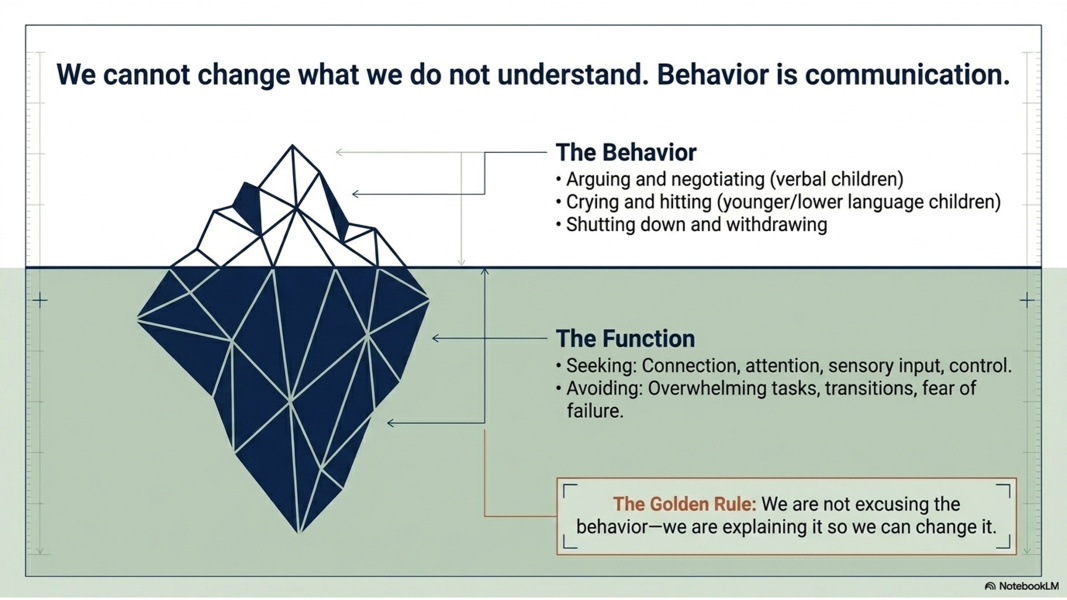 We cannot change what we do not understand. Behavior is communication.
The Behavior
• Arguing and negotiating (verbal children)
• Crying and hitting (younger/lower language children)
• Shutting down and withdrawing
The Function
• Seeking: Connection, attention, sensory input, control.
• Avoiding: Overwhelming tasks, transitions, fear of
failure.
The Golden Rule: We are not excusing the
behavior—we are explaining it so we can change it.
NotebookLM